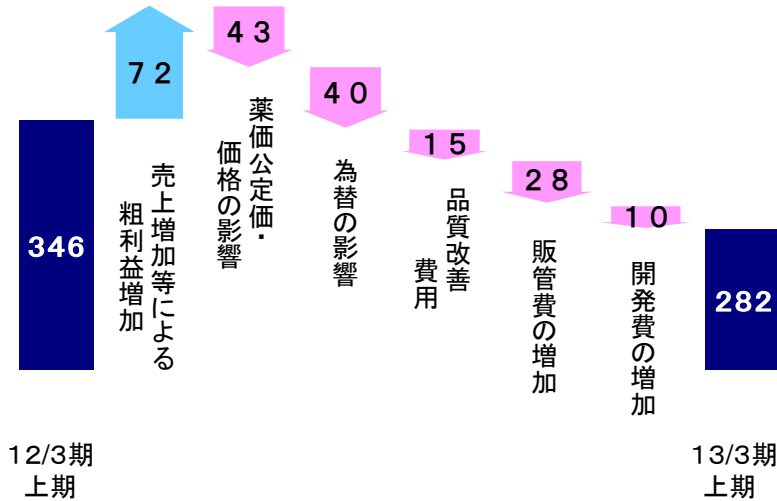 346
72
売上増加等による
粗利益増加
43
薬価公定価・
価格の影響
40
為替の影響
15
品質改善
費用
28
販管費の増加
10
開発費の増加
282
12/3期
上期
13/3期
上期